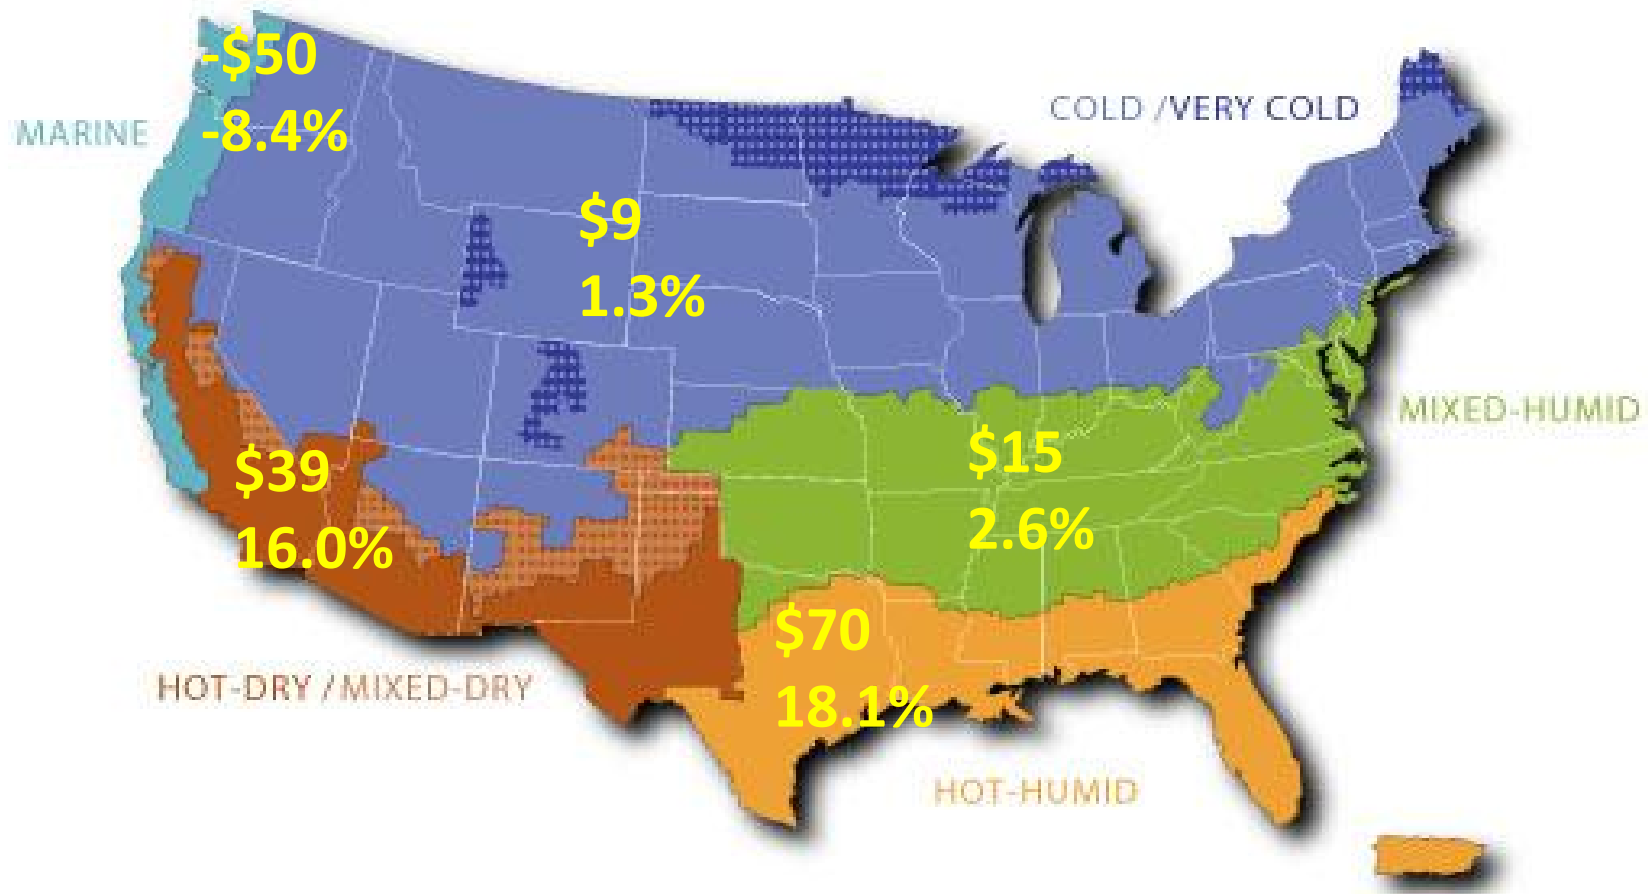 -$50
-8.4%
MARINE
COLD /VERY COLD
$9
1.3%
MIXED-HUMID
$39
16.0%
$15
2.6%
$70
18.1%
HOT-DRY / MIXED-DRY
HOT-HUMID